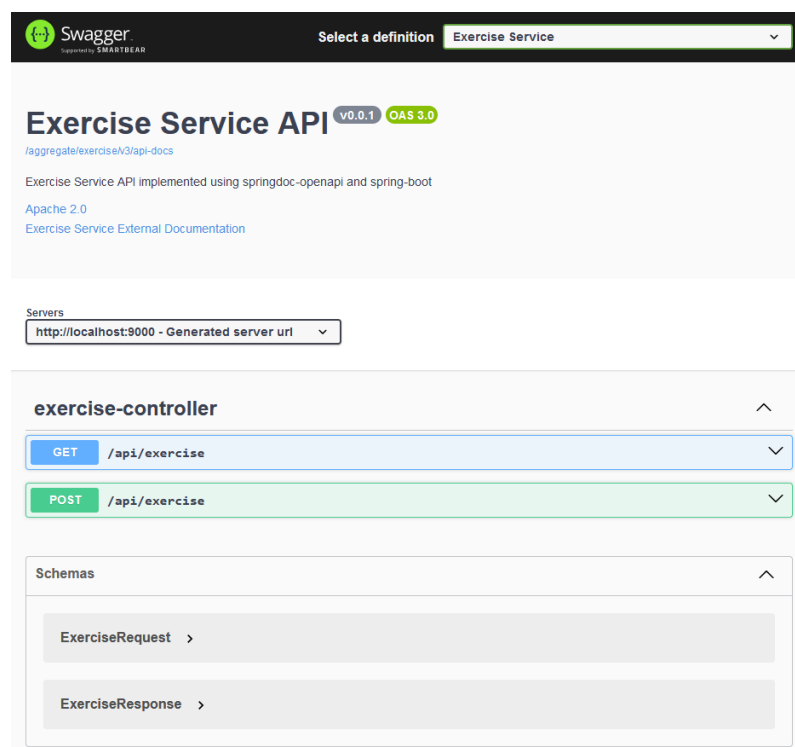 {··} Swagger.
Supported by SMARTBEAR
Select a definition
Exercise Service
Exercise Service API v0.0.1 OAS 3.0
/aggregate/exercise/v3/api-docs
Exercise Service API implemented using springdoc-openapi and spring-boot
Apache 2.0
Exercise Service External Documentation
Servers
http://localhost:9000 - Generated server url
exercise-controller
GET /api/exercise
POST /api/exercise
Schemas
ExerciseRequest
ExerciseResponse